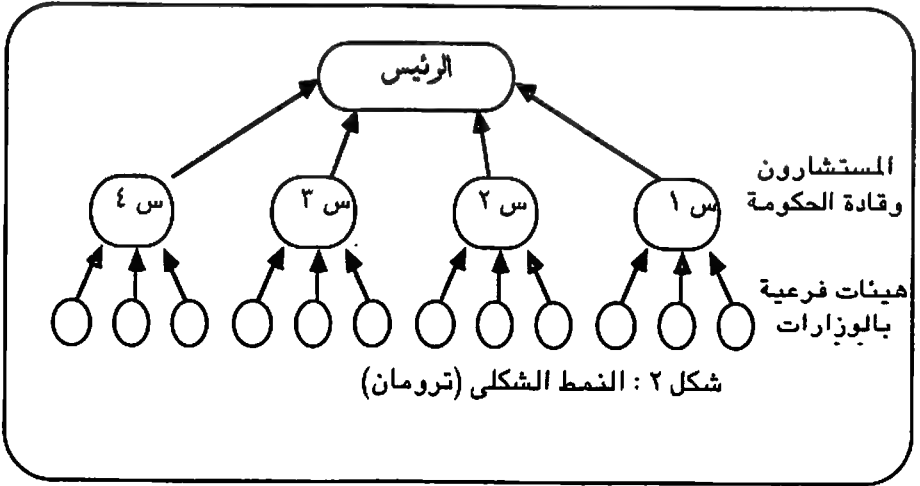 الرئيس
المستشارون
وقادة الحكومة
س ١
س ٢
س ٣
س ٤
هيئات فرعية
بالوزارات
شكل ٢ : النمط الشكلى (ترومان)